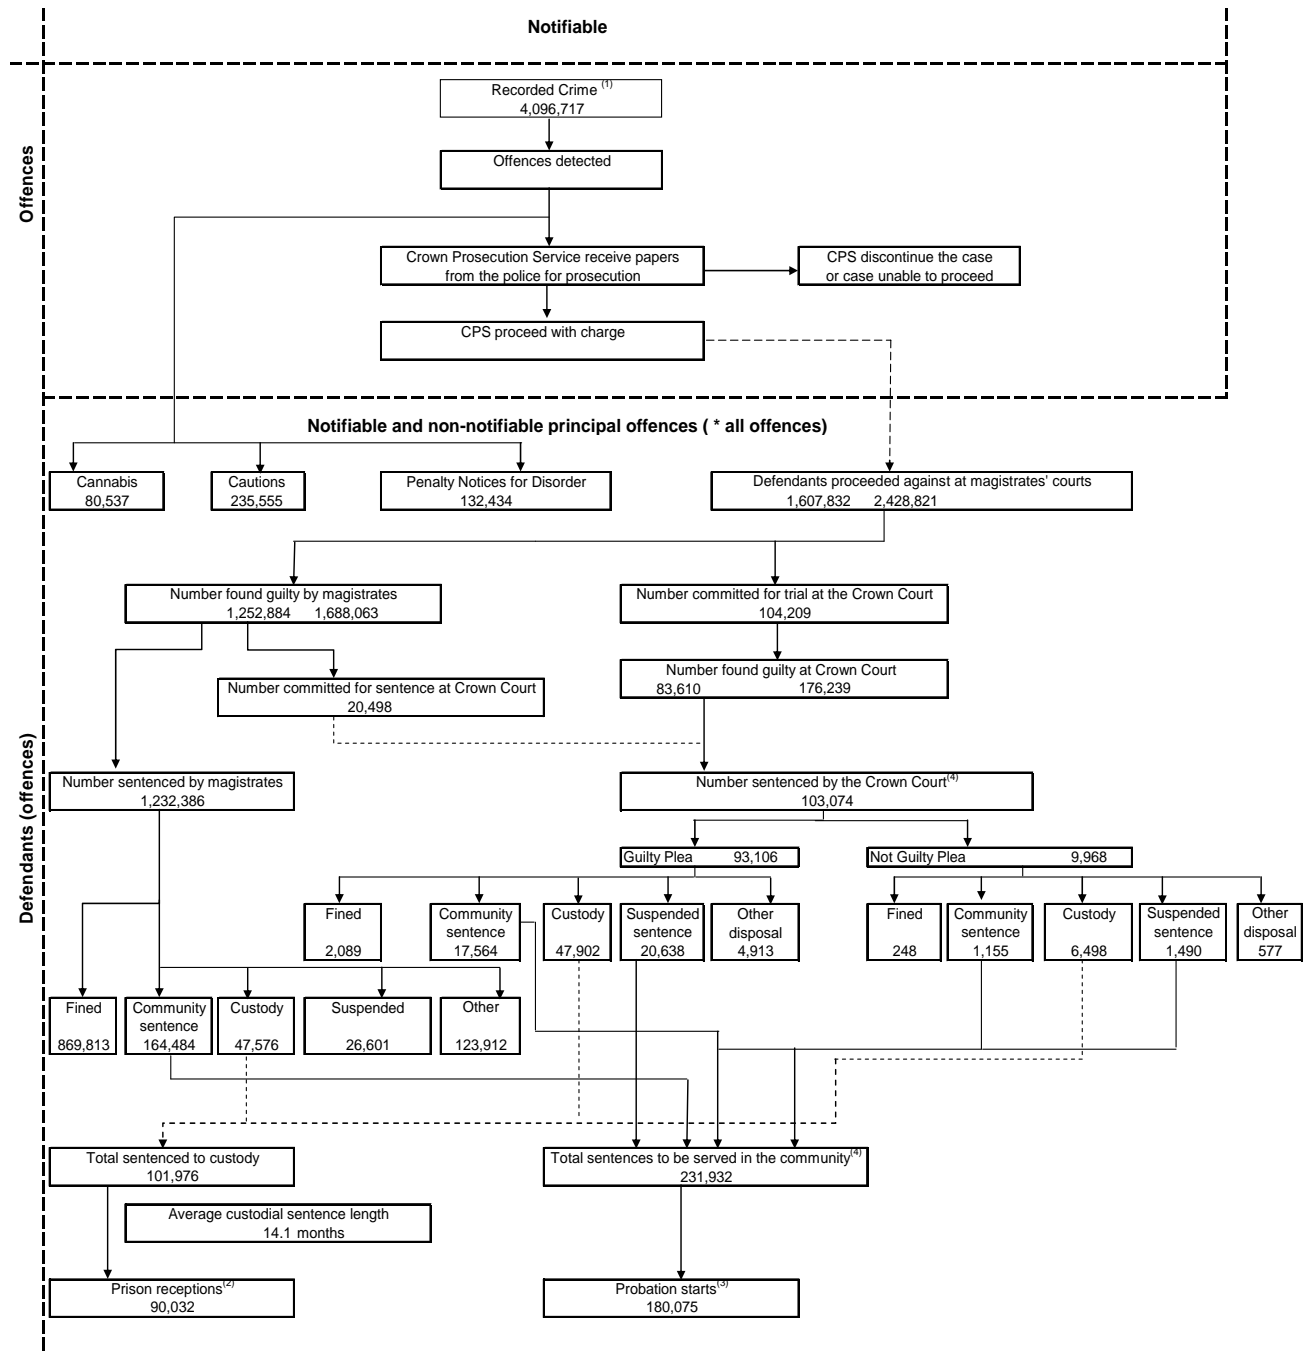 Notifiable
Offences
Recorded Crime (1)
4,096,717
Offences detected
Crown Prosecution Service receive papers
from the police for prosecution
CPS discontinue the case
or case unable to proceed
CPS proceed with charge
Notifiable and non-notifiable principal offences ( * all offences)
Defendants (offences)
Cannabis
80,537
Cautions
235,555
Penalty Notices for Disorder
132,434
Defendants proceeded against at magistrates' courts
1,607,832 2,428,821
Number found guilty by magistrates
1,252,884 1,688,063
Number committed for trial at the Crown Court
104,209
Number committed for sentence at Crown Court
20,498
Number found guilty at Crown Court
83,610 176,239
Number sentenced by magistrates
1,232,386
Number sentenced by the Crown Court(4)
103,074
Guilty Plea 93,106
Not Guilty Plea 9,968
Fined
2,089
Community
sentence
17,564
Custody
47,902
Suspended
sentence
20,638
Other
disposal
4,913
Fined
248
Community
sentence
1,155
Custody
6,498
Suspended
sentence
1,490
Other
disposal
577
Fined
869,813
Community
sentence
164,484
Custody
47,576
Suspended
26,601
Other
123,912
Total sentenced to custody
101,976
Total sentences to be served in the community(4)
231,932
Average custodial sentence length
14.1 months
Prison receptions(2)
90,032
Probation starts(3)
180,075